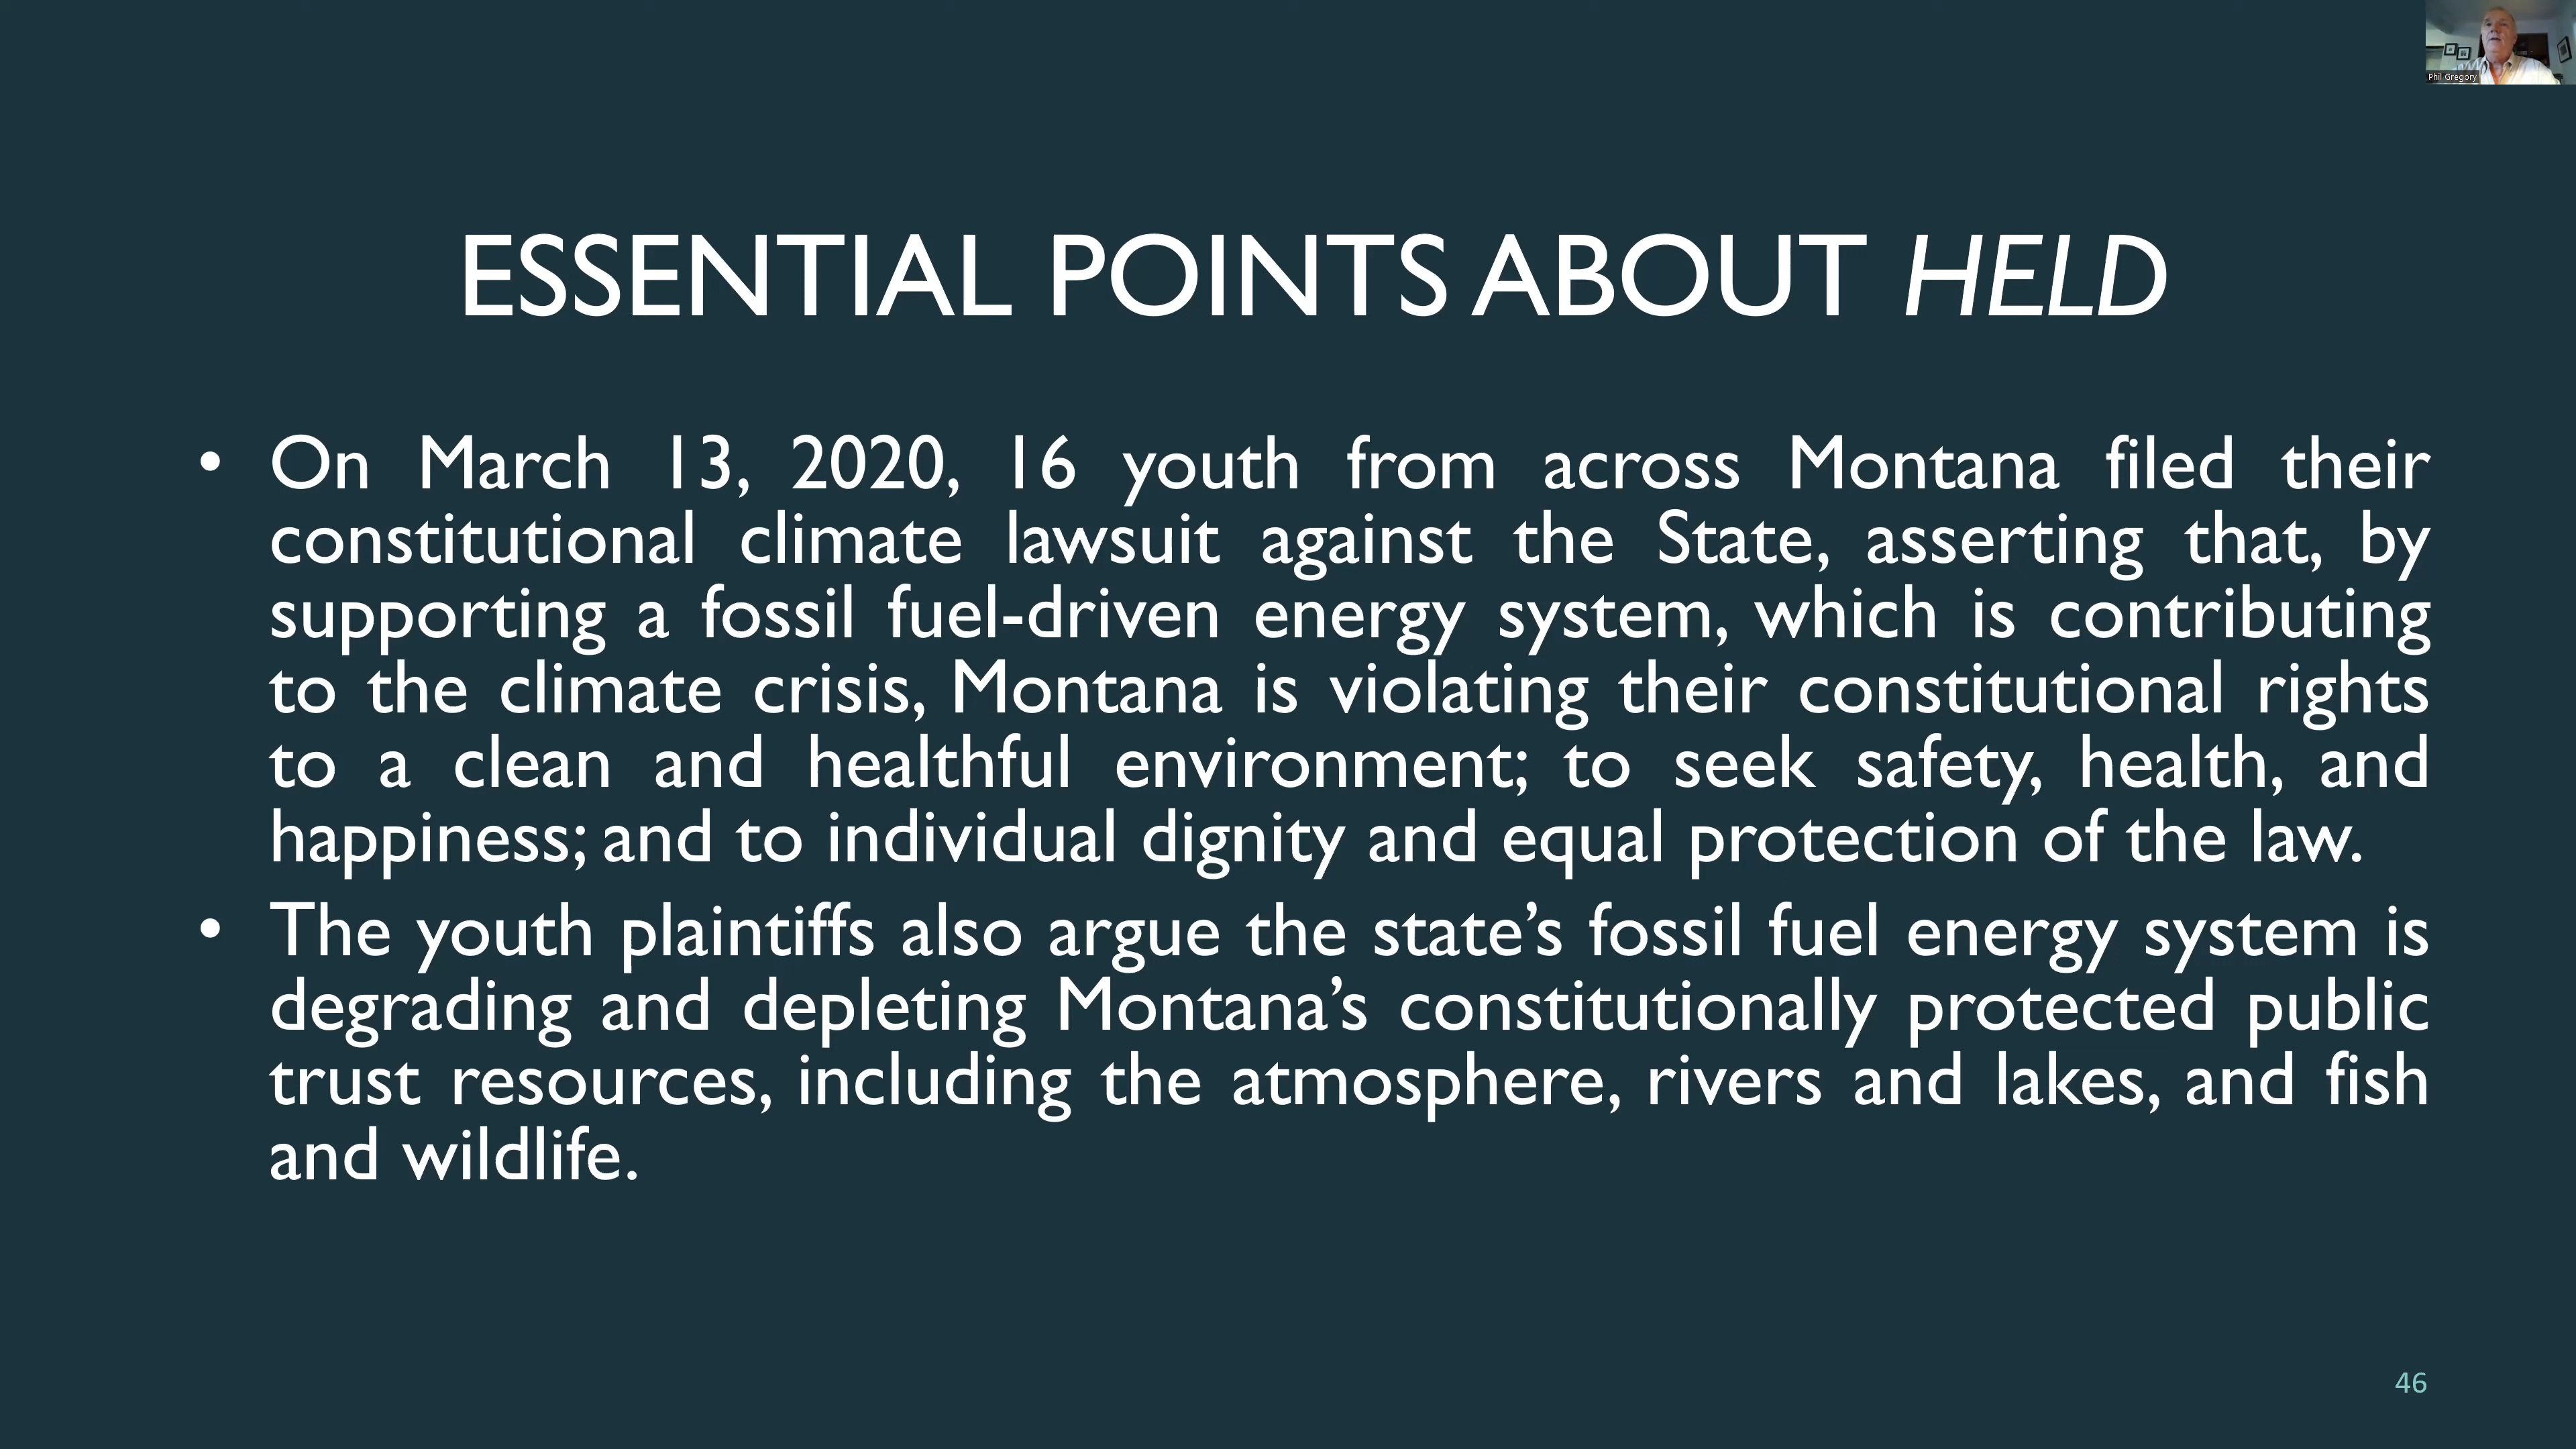 Phil Gregory
ESSENTIAL POINTS ABOUT HELD
• On March 13, 2020, 16 youth from across Montana filed their
constitutional climate lawsuit against the State, asserting that, by
supporting a fossil fuel-driven energy system, which is contributing
to the climate crisis, Montana is violating their constitutional rights
to a clean and healthful environment; to seek safety, health, and
happiness; and to individual dignity and equal protection of the law.
• The youth plaintiffs also argue the state’s fossil fuel energy system is
degrading and depleting Montana’s constitutionally protected public
trust resources, including the atmosphere, rivers and lakes, and fish
and wildlife.
46